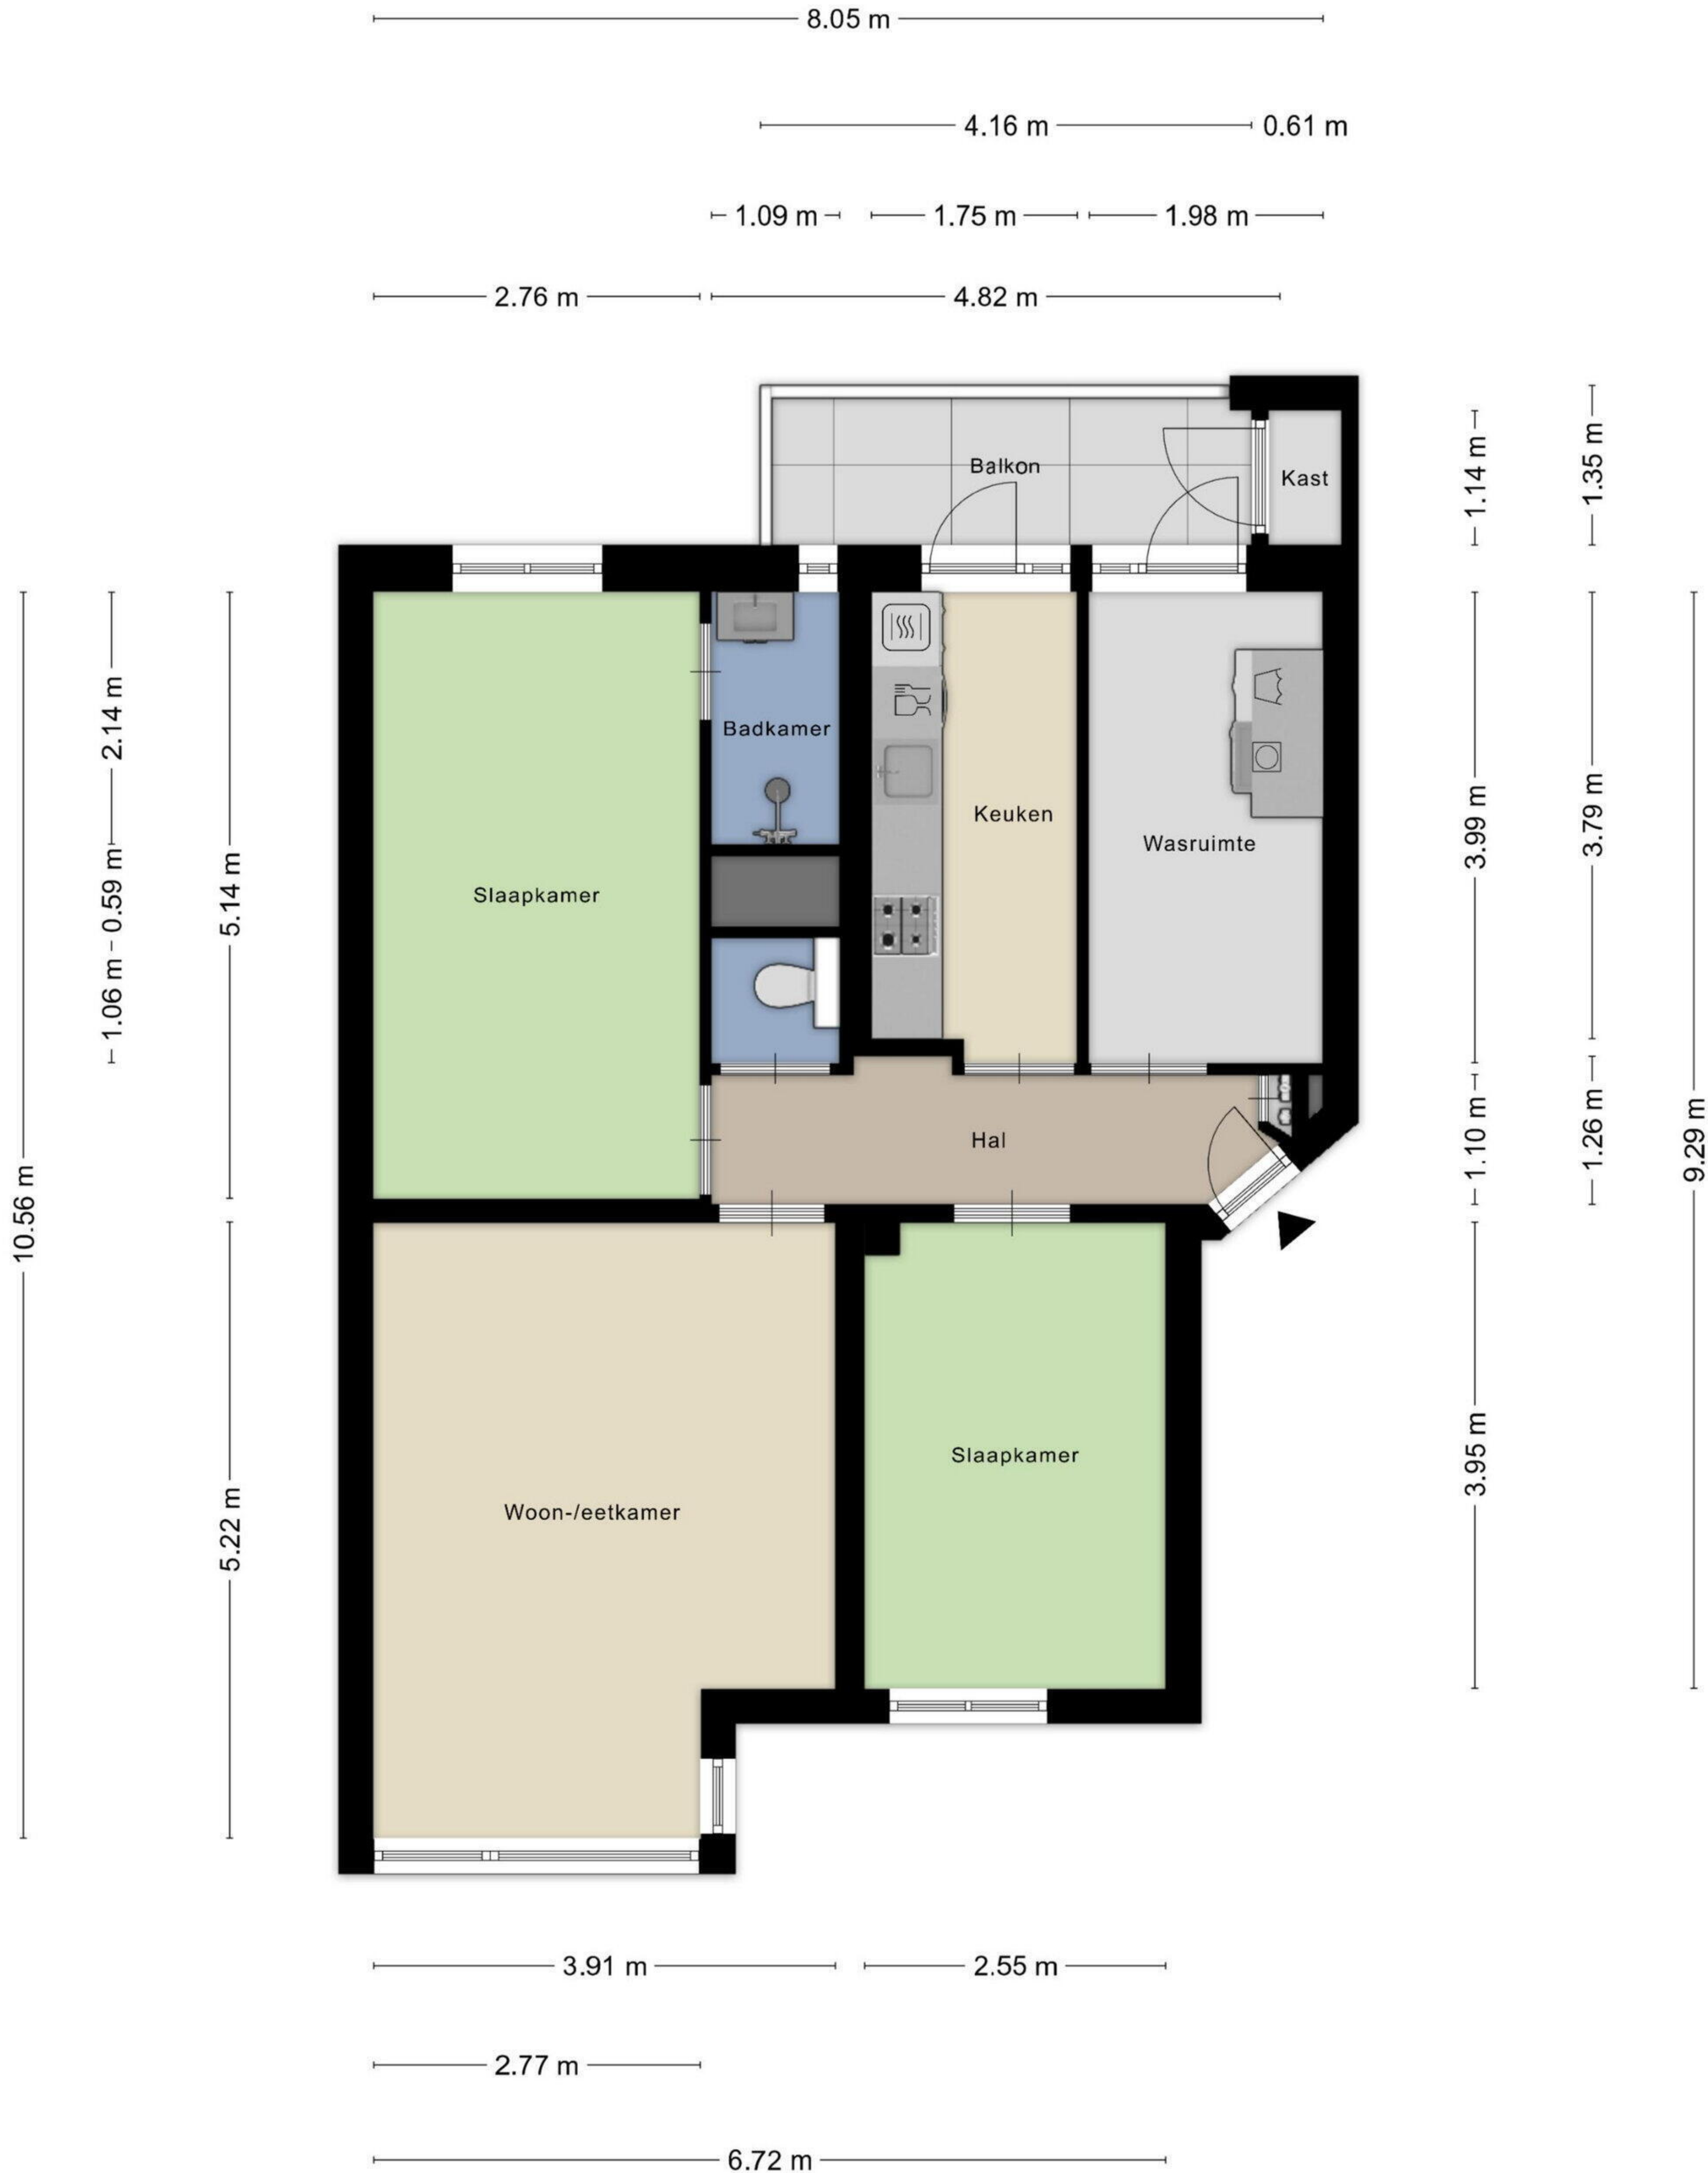 8.05 m
4.16 m
0.61 m
1.09 m
1.75 m
1.98 m
2.76 m
4.82 m
Balkon
Kast
1.14 m
1.35 m
2.14 m
0.59 m
1.06 m
5.14 m
10.56 m
5.22 m
Slaapkamer
Badkamer
Keuken
Wasruimte
3.99 m
3.79 m
Hal
1.10 m
1.26 m
9.29 m
Woon-/eetkamer
Slaapkamer
3.95 m
3.91 m
2.55 m
2.77 m
6.72 m